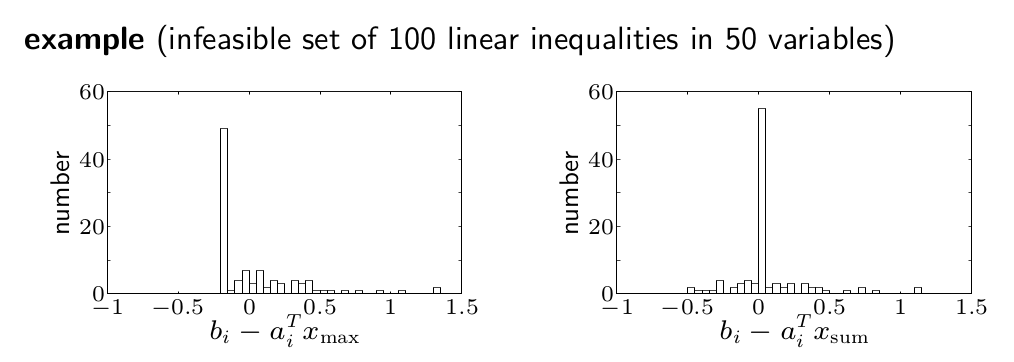 example (infeasible set of 100 linear inequalities in 50 variables)
60
40
20
0
number
−1 −0.5 0 0.5 1 1.5
b_i − a_i^T x_max
60
40
20
0
number
−1 −0.5 0 0.5 1 1.5
b_i − a_i^T x_sum